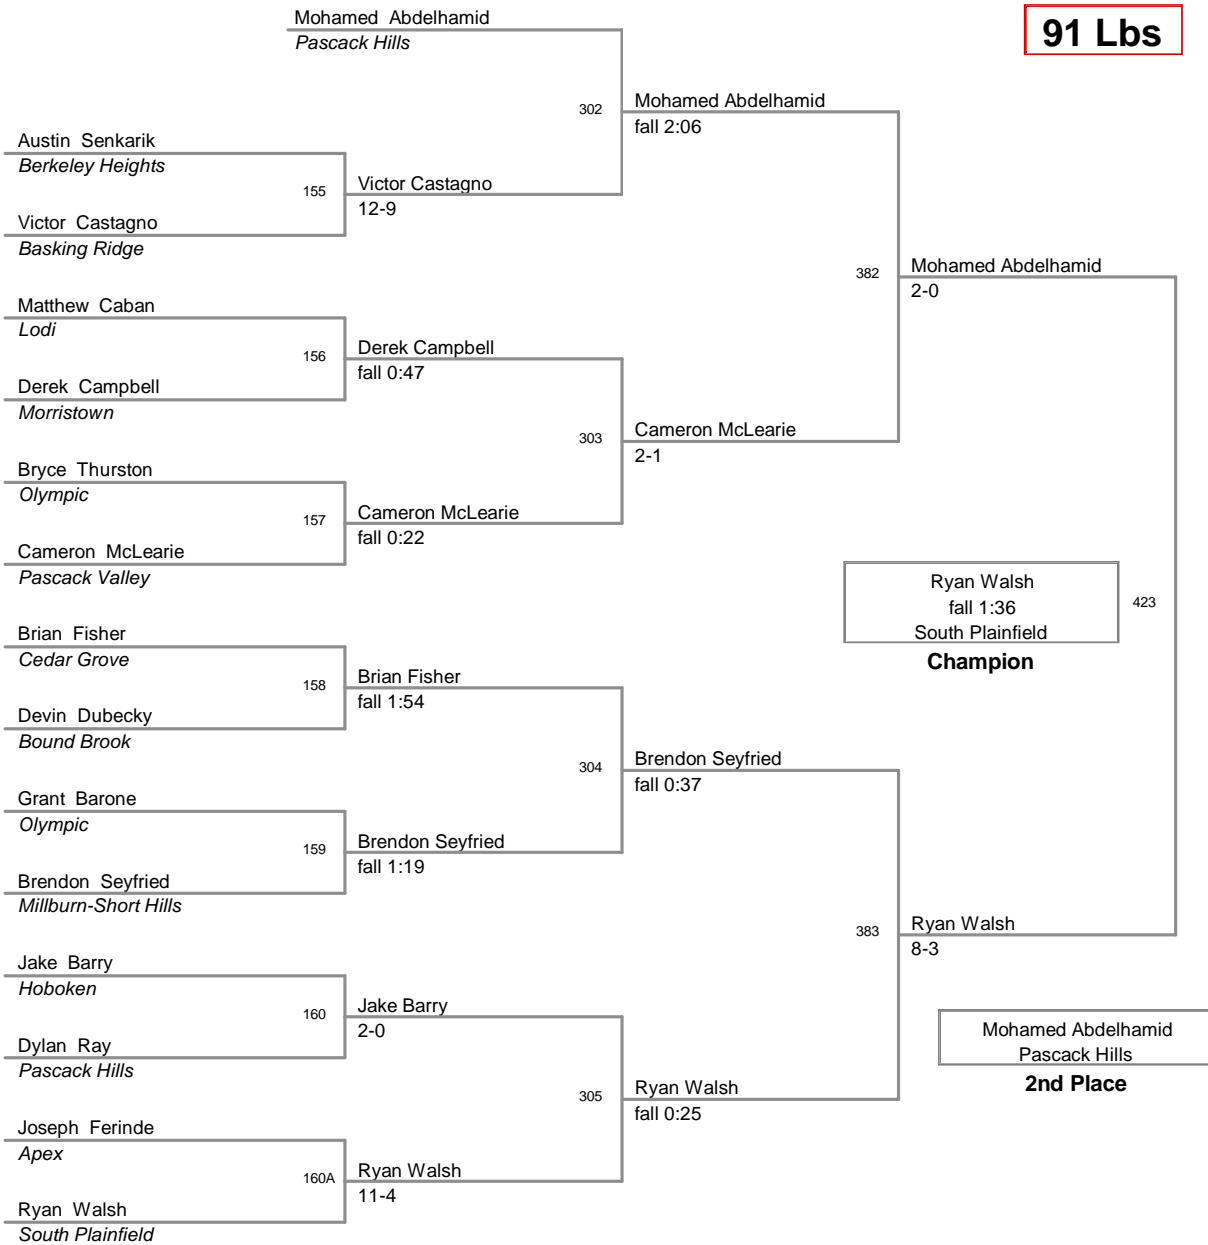 Mohamed Abdelhamid
Pascack Hills
91 Lbs
302
Mohamed Abdelhamid
fall 2:06
Austin Senkarik
Berkeley Heights
155
Victor Castagno
12-9
Victor Castagno
Basking Ridge
382
Mohamed Abdelhamid
2-0
Matthew Caban
Lodi
156
Derek Campbell
fall 0:47
Derek Campbell
Morristown
303
Cameron McLearie
2-1
Bryce Thurston
Olympic
157
Cameron McLearie
fall 0:22
Cameron McLearie
Pascack Valley
Ryan Walsh
fall 1:36
South Plainfield
Champion
423
Brian Fisher
Cedar Grove
158
Brian Fisher
fall 1:54
Devin Dubecky
Bound Brook
304
Brendon Seyfried
fall 0:37
Grant Barone
Olympic
159
Brendon Seyfried
fall 1:19
Brendon Seyfried
Millburn-Short Hills
383
Ryan Walsh
8-3
Jake Barry
Hoboken
160
Jake Barry
2-0
Dylan Ray
Pascack Hills
Mohamed Abdelhamid
Pascack Hills
2nd Place
305
Ryan Walsh
fall 0:25
Joseph Ferinde
Apex
160A
Ryan Walsh
11-4
Ryan Walsh
South Plainfield